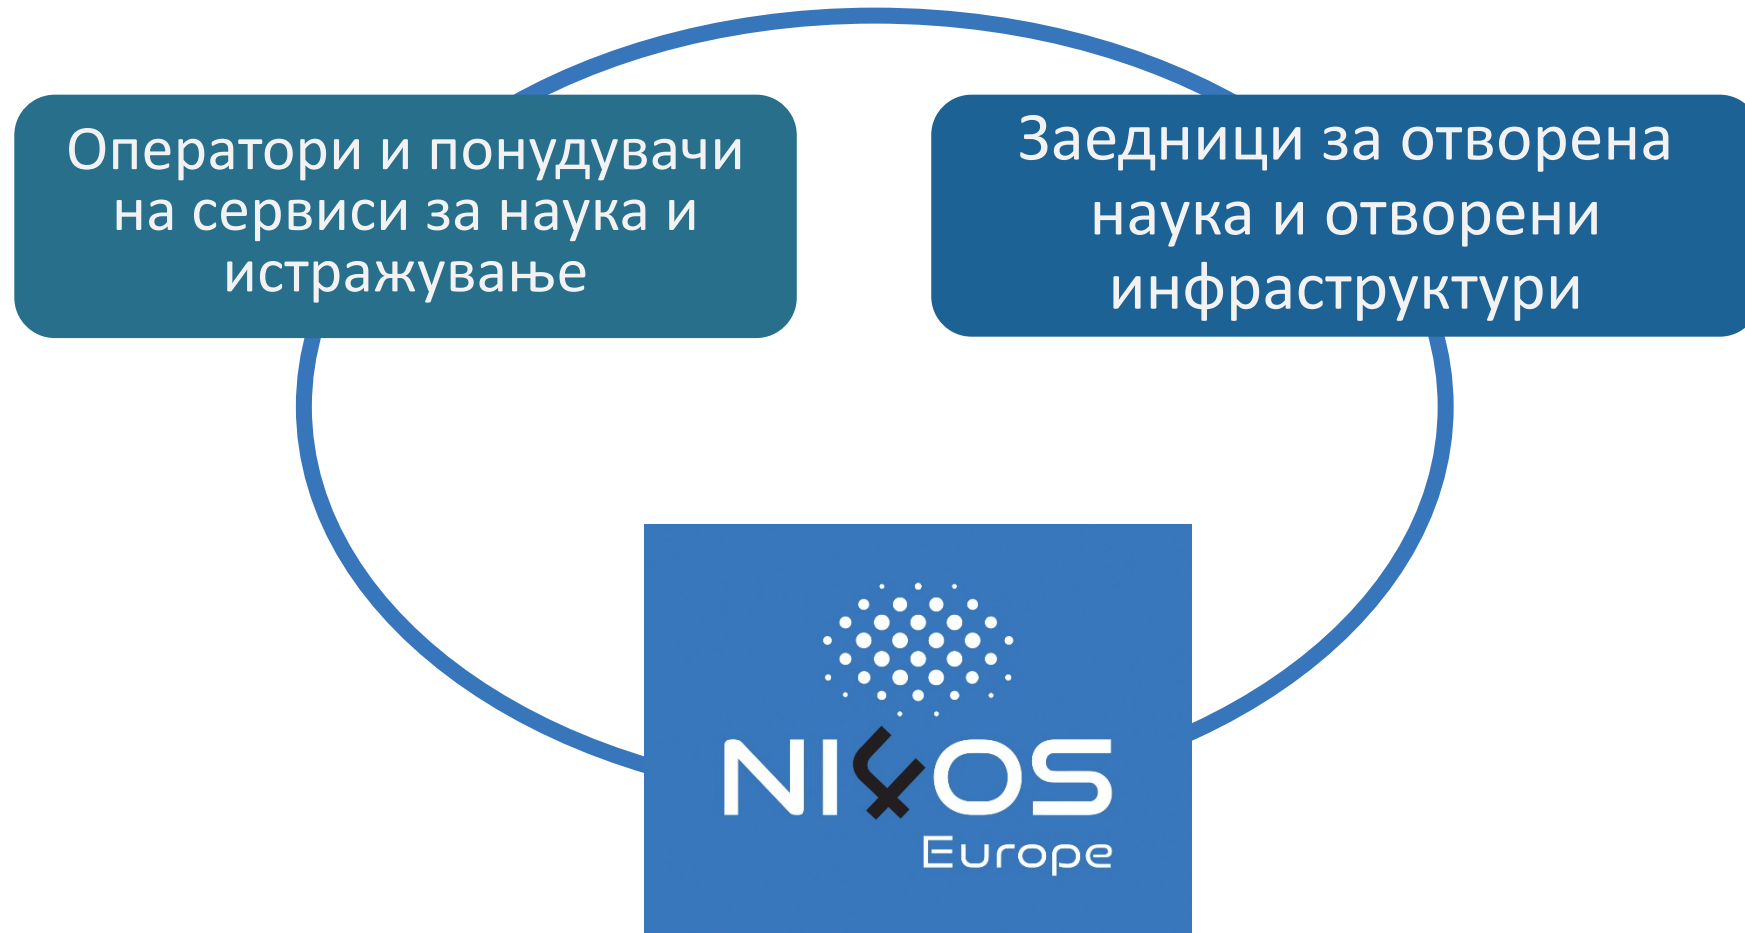 Оператори и понудувачи
на сервиси за наука и
истражување
Заедници за отворена
наука и отворени
инфраструктури
NI4OS
Europe